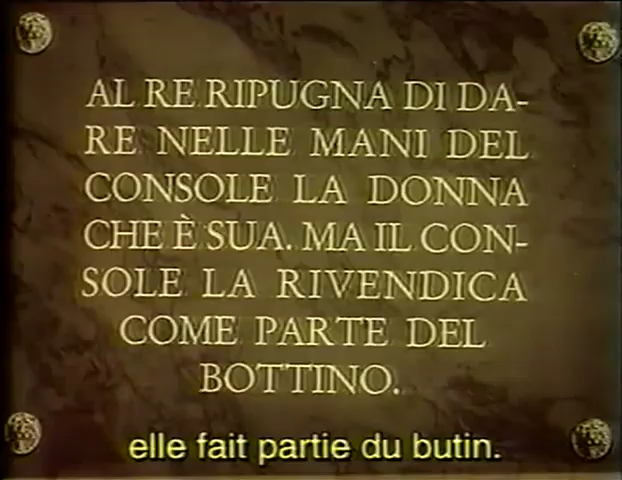 AL RE RIPUGNA DI DA-
RE NELLE MANI DEL
CONSOLE LA DONNA
CHE È SUA. MA IL CON-
SOLE LA RIVENDICA
COME PARTE DEL
BOTTINO.
elle fait partie du butin.